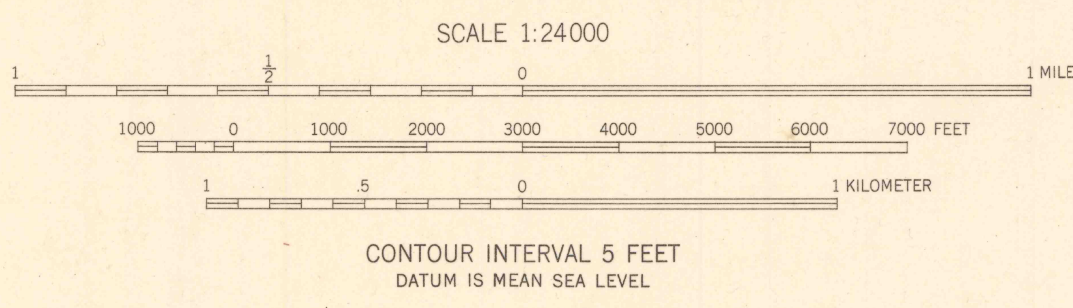 SCALE 1:24000
1 1/2 0 1 MILE
1000 0 1000 2000 3000 4000 5000 6000 7000 FEET
1 .5 0 1 KILOMETER
CONTOUR INTERVAL 5 FEET
DATUM IS MEAN SEA LEVEL